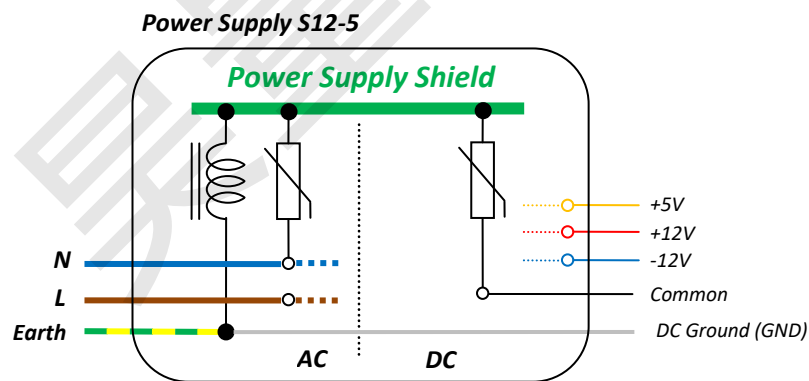 Power Supply S12-5
Power Supply Shield
+5V
+12V
N
-12V
L
Common
Earth
DC Ground (GND)
AC
DC